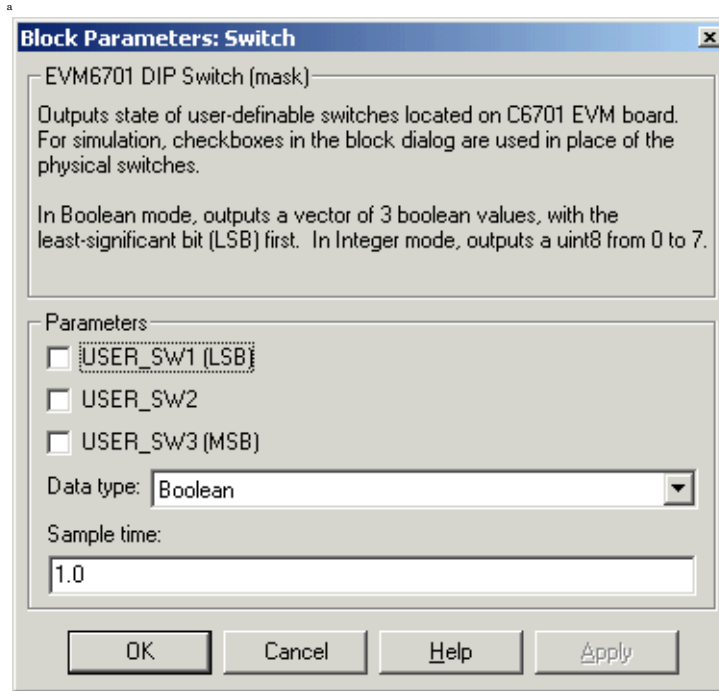 a
Block Parameters: Switch
EVM6701 DIP Switch (mask)
Outputs state of user-definable switches located on C6701 EVM board.
For simulation, checkboxes in the block dialog are used in place of the
physical switches.
In Boolean mode, outputs a vector of 3 boolean values, with the
least-significant bit (LSB) first. In Integer mode, outputs a uint8 from 0 to 7.
Parameters
USER_SW1 (LSB)
USER_SW2
USER_SW3 (MSB)
Data type: Boolean
Sample time:
1.0
OK Cancel Help Apply